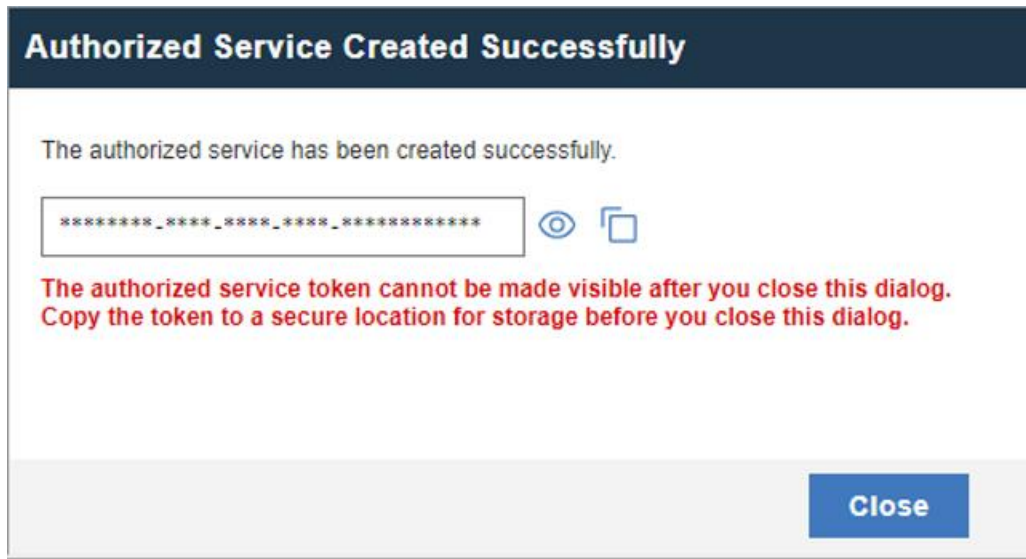 Authorized Service Created Successfully
The authorized service has been created successfully.
********-****-****-****-************
The authorized service token cannot be made visible after you close this dialog.
Copy the token to a secure location for storage before you close this dialog.
Close